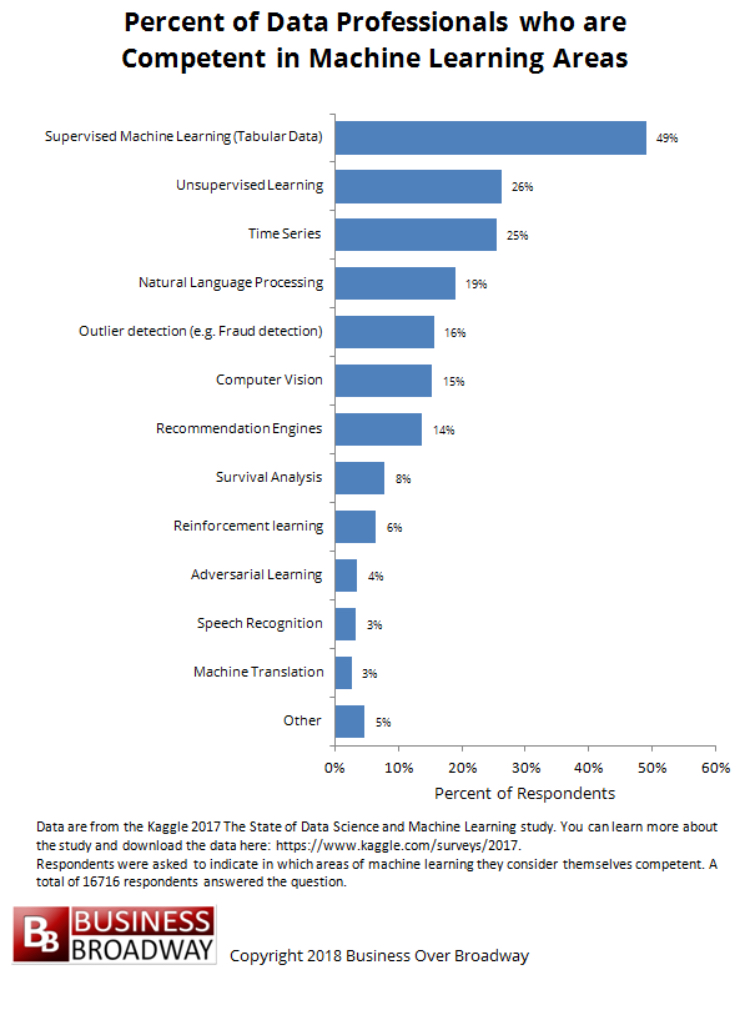 Percent of Data Professionals who are
Competent in Machine Learning Areas
Supervised Machine Learning (Tabular Data) 49%
Unsupervised Learning 26%
Time Series 25%
Natural Language Processing 19%
Outlier detection (e.g. Fraud detection) 16%
Computer Vision 15%
Recommendation Engines 14%
Survival Analysis 8%
Reinforcement learning 6%
Adversarial Learning 4%
Speech Recognition 3%
Machine Translation 3%
Other 5%
0% 10% 20% 30% 40% 50% 60%
Percent of Respondents
Data are from the Kaggle 2017 The State of Data Science and Machine Learning study. You can learn more about
the study and download the data here: https://www.kaggle.com/surveys/2017.
Respondents were asked to indicate in which areas of machine learning they consider themselves competent. A
total of 16716 respondents answered the question.
BB BUSINESS
BROADWAY
Copyright 2018 Business Over Broadway